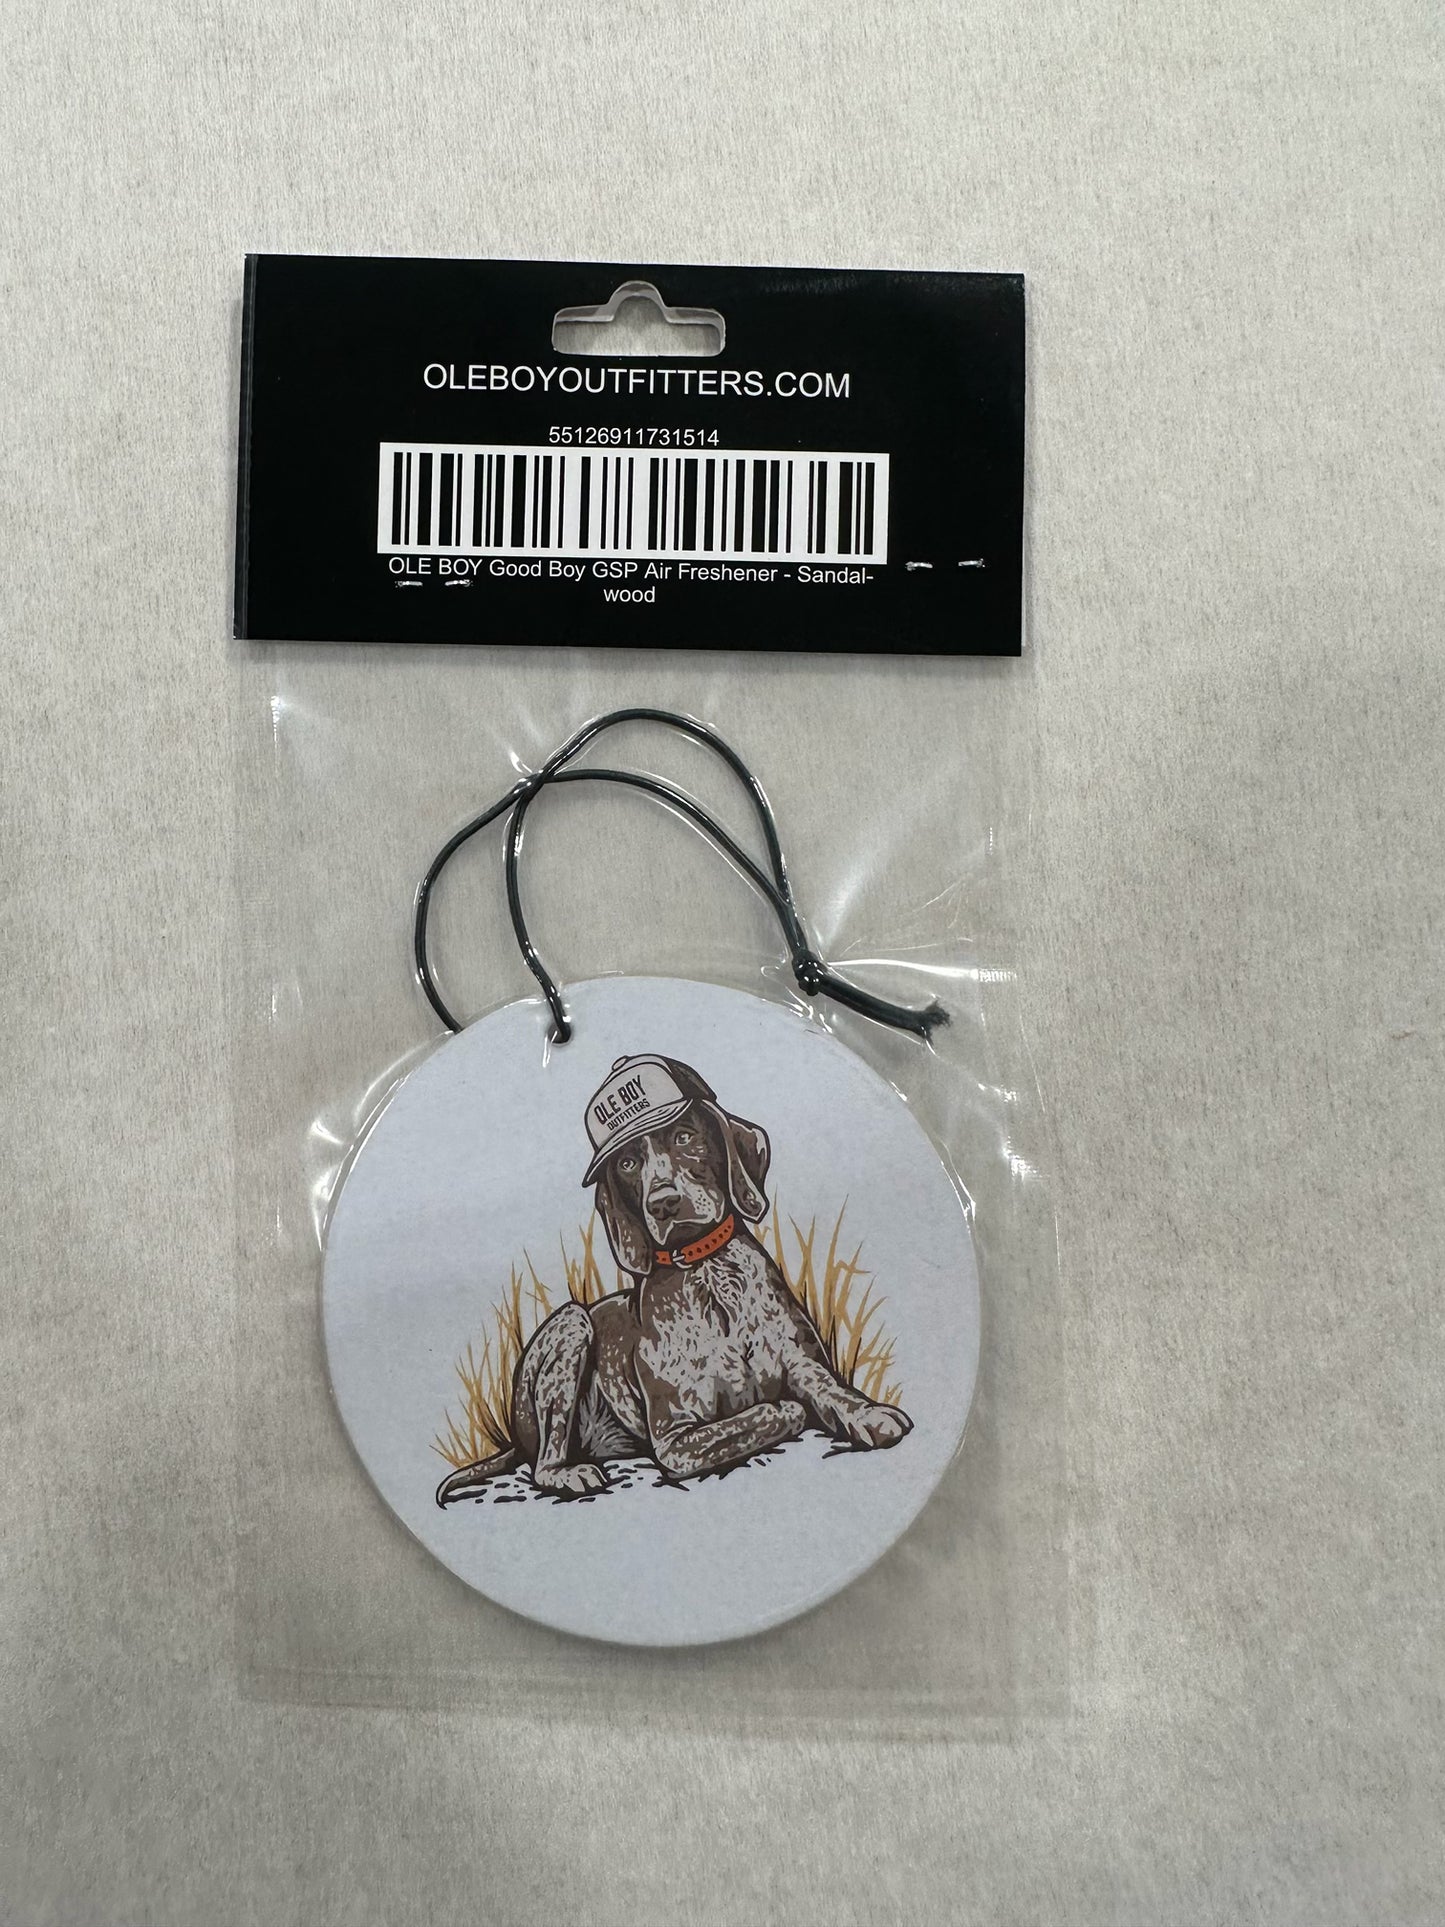 OLEBOYOUTFITTERS.COM
55126911731514
OLE BOY Good Boy GSP Air Freshener - Sandal-
wood
OLE BOY
OUTFITTERS